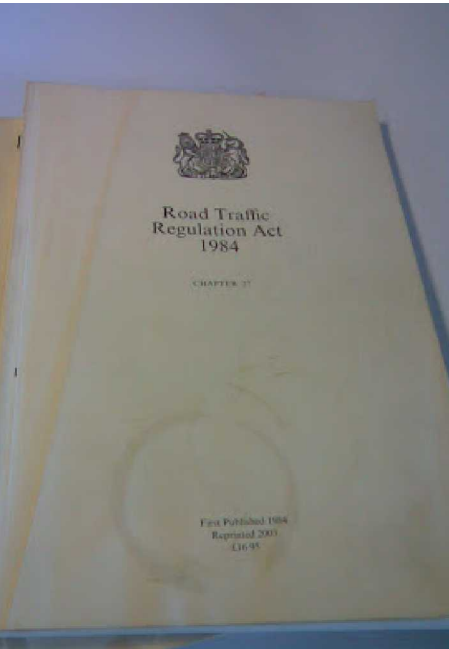 Road Traffic
Regulation Act
1984
CHAPTER 27
First Published 1984
Reprinted 2003
£16.95